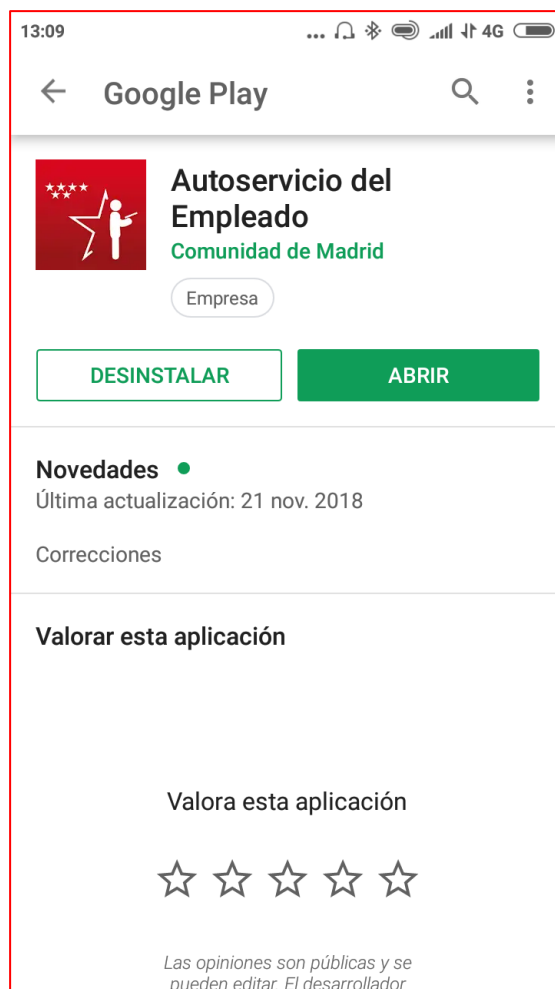 13:09
... 4G
Google Play
Autoservicio del
Empleado
Comunidad de Madrid
Empresa
DESINSTALAR
ABRIR
Novedades
Última actualización: 21 nov. 2018
Correcciones
Valorar esta aplicación
Valora esta aplicación
Las opiniones son públicas y se
pueden editar. El desarrollador